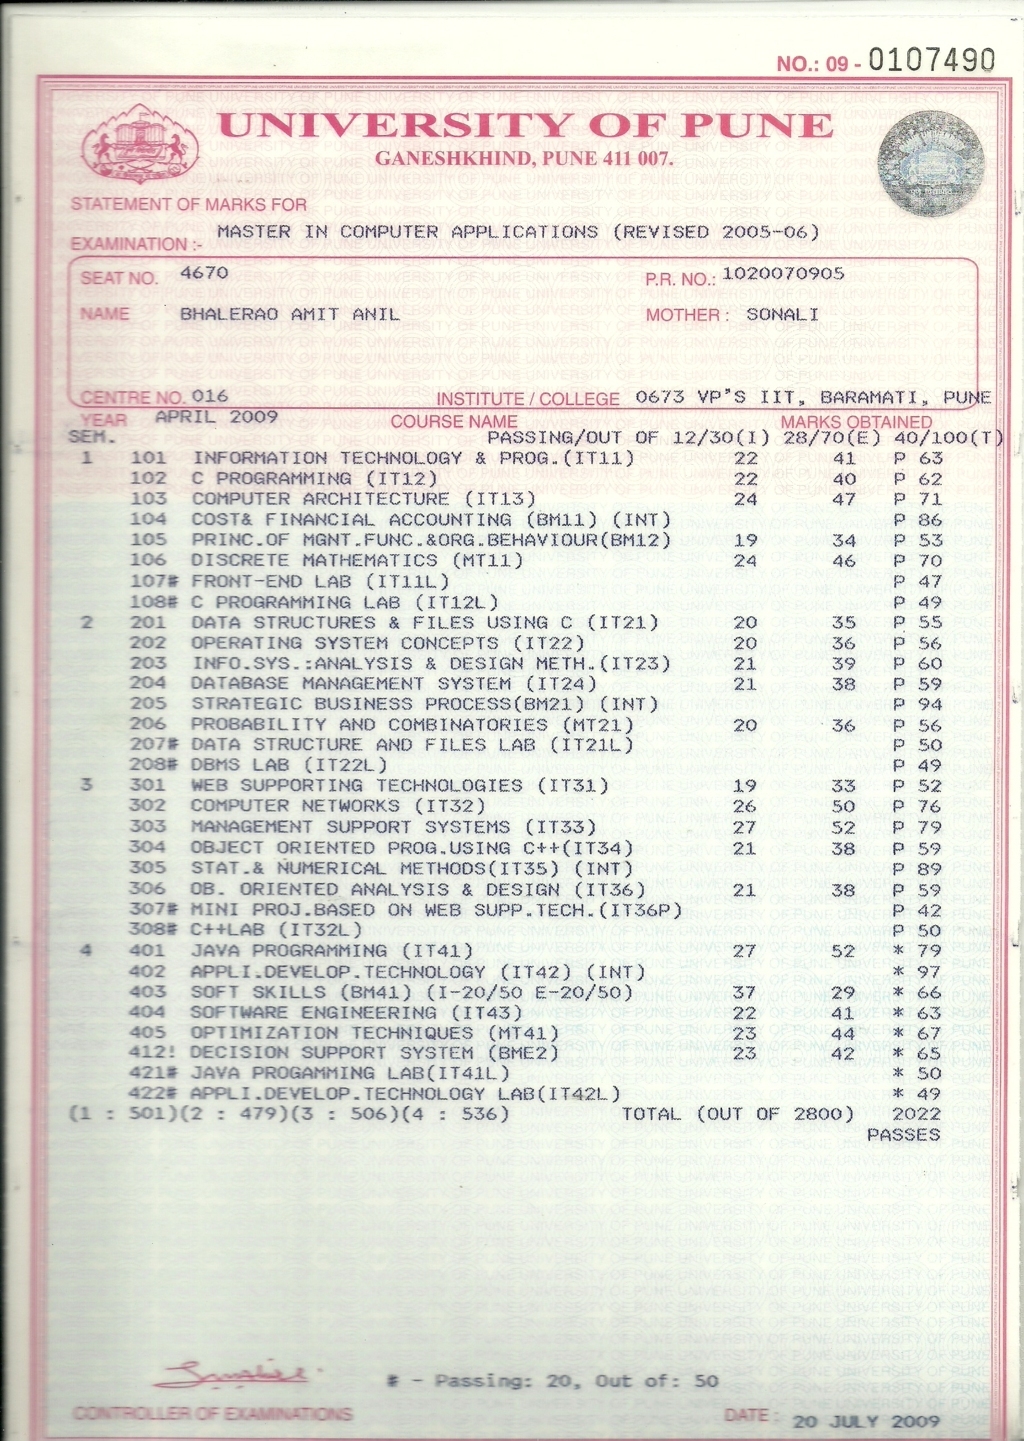 NO.: 09 - 0107490
UNIVERSITY OF PUNE
GANESHKHIND, PUNE 411 007.
STATEMENT OF MARKS FOR
EXAMINATION :- MASTER IN COMPUTER APPLICATIONS (REVISED 2005-06)
SEAT NO. 4670 P.R. NO.: 1020070905
NAME BHALERAO AMIT ANIL MOTHER : SONALI
CENTRE NO. 016 INSTITUTE / COLLEGE 0673 VP'S IIT, BARAMATI, PUNE
YEAR APRIL 2009 COURSE NAME MARKS OBTAINED
SEM. PASSING/OUT OF 12/30(I) 28/70(E) 40/100(T)
1 101 INFORMATION TECHNOLOGY & PROG.(IT11) 22 41 P 63
102 C PROGRAMMING (IT12) 22 40 P 62
103 COMPUTER ARCHITECTURE (IT13) 24 47 P 71
104 COST& FINANCIAL ACCOUNTING (BM11) (INT) P 86
105 PRINC.OF MGNT.FUNC.&ORG.BEHAVIOUR(BM12) 19 34 P 53
106 DISCRETE MATHEMATICS (MT11) 24 46 P 70
107# FRONT-END LAB (IT11L) P 47
108# C PROGRAMMING LAB (IT12L) P 49
2 201 DATA STRUCTURES & FILES USING C (IT21) 20 35 P 55
202 OPERATING SYSTEM CONCEPTS (IT22) 20 36 P 56
203 INFO.SYS.:ANALYSIS & DESIGN METH.(IT23) 21 39 P 60
204 DATABASE MANAGEMENT SYSTEM (IT24) 21 38 P 59
205 STRATEGIC BUSINESS PROCESS(BM21) (INT) P 94
206 PROBABILITY AND COMBINATORIES (MT21) 20 36 P 56
207# DATA STRUCTURE AND FILES LAB (IT21L) P 50
208# DBMS LAB (IT22L) P 49
3 301 WEB SUPPORTING TECHNOLOGIES (IT31) 19 33 P 52
302 COMPUTER NETWORKS (IT32) 26 50 P 76
303 MANAGEMENT SUPPORT SYSTEMS (IT33) 27 52 P 79
304 OBJECT ORIENTED PROG.USING C++(IT34) 21 38 P 59
305 STAT.& NUMERICAL METHODS(IT35) (INT) P 89
306 OB. ORIENTED ANALYSIS & DESIGN (IT36) 21 38 P 59
307# MINI PROJ.BASED ON WEB SUPP.TECH.(IT36P) P 42
308# C++LAB (IT32L) P 50
4 401 JAVA PROGRAMMING (IT41) 27 52 * 79
402 APPLI.DEVELOP.TECHNOLOGY (IT42) (INT) * 97
403 SOFT SKILLS (BM41) (I-20/50 E-20/50) 37 29 * 66
404 SOFTWARE ENGINEERING (IT43) 22 41 * 63
405 OPTIMIZATION TECHNIQUES (MT41) 23 44 * 67
412! DECISION SUPPORT SYSTEM (BME2) 23 42 * 65
421# JAVA PROGAMMING LAB(IT41L) * 50
422# APPLI.DEVELOP.TECHNOLOGY LAB(IT42L) * 49
(1 : 501)(2 : 479)(3 : 506)(4 : 536) TOTAL (OUT OF 2800) 2022
PASSES
# - Passing: 20, Out of: 50
CONTROLLER OF EXAMINATIONS DATE : 20 JULY 2009